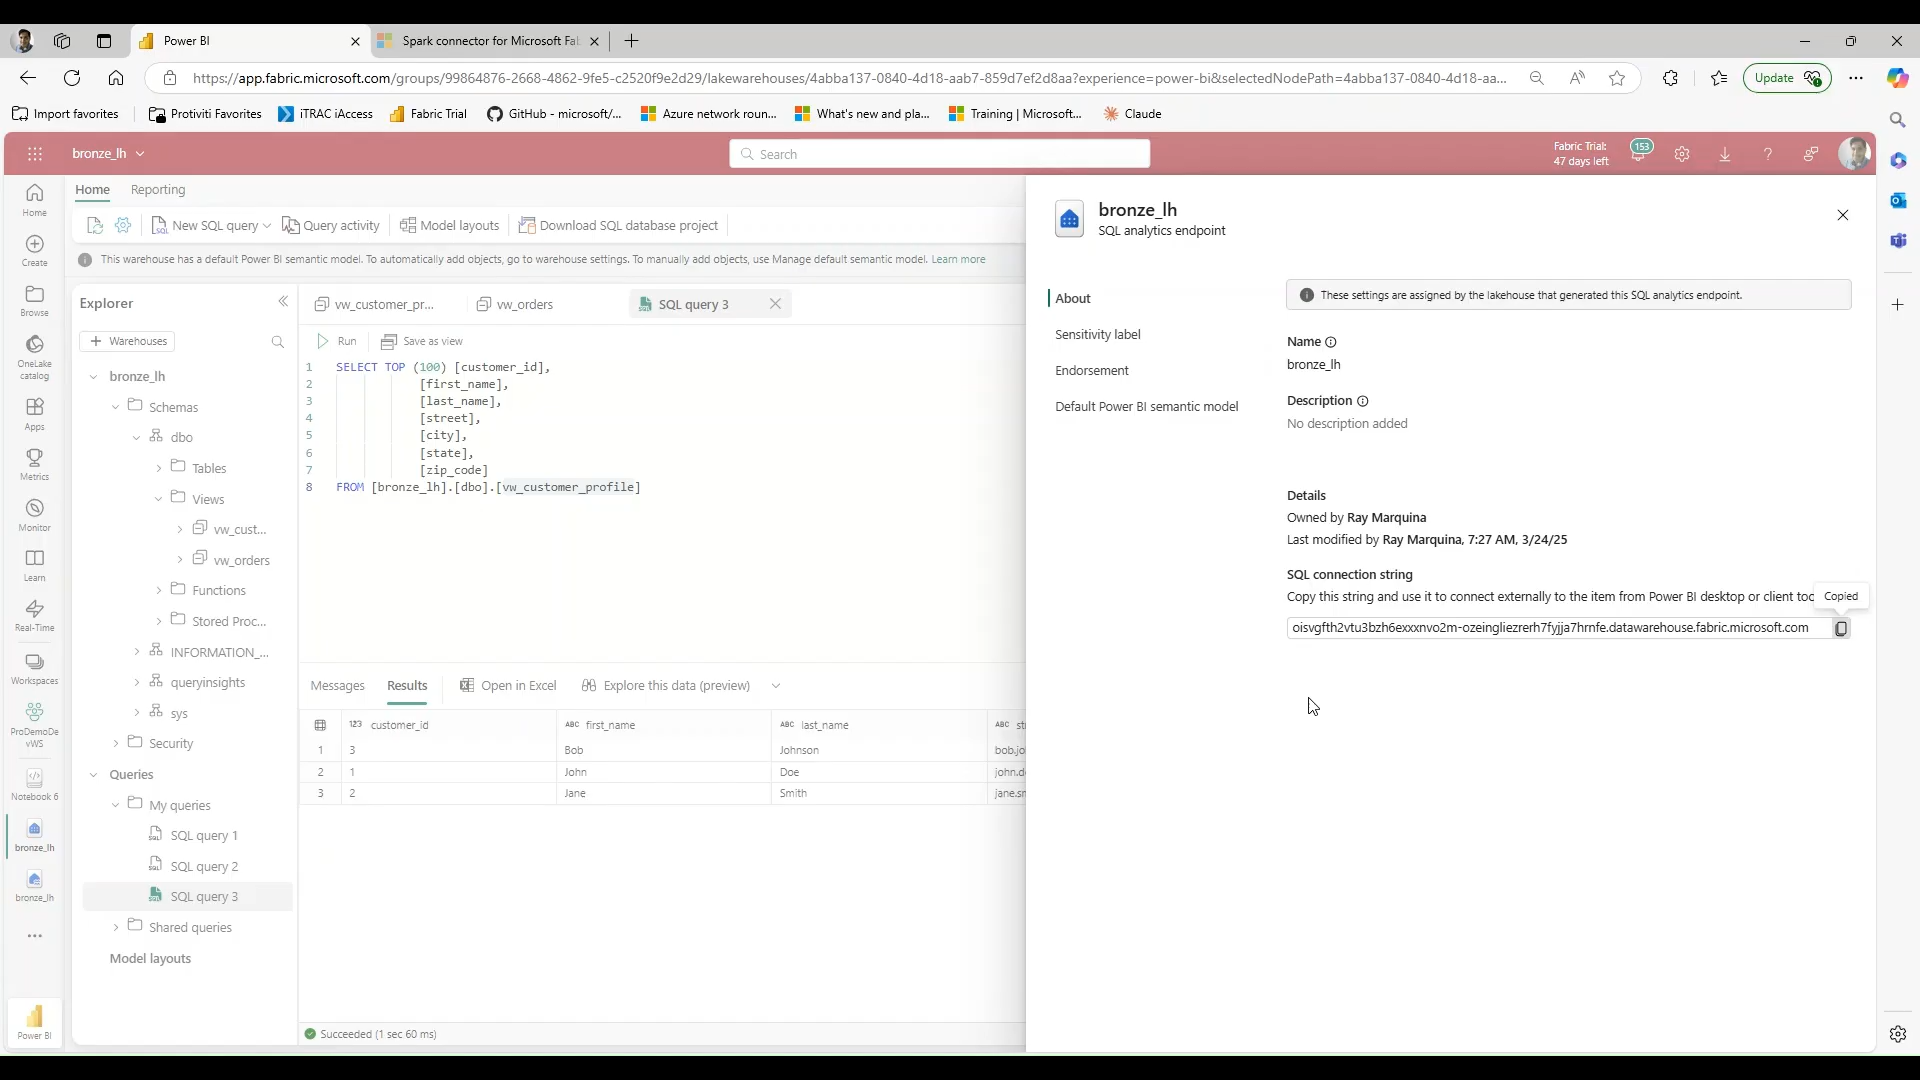 Power BI
Spark connector for Microsoft Fa
https://app.fabric.microsoft.com/groups/99864876-2668-4862-9fe5-c2520f9e2d29/lakewarehouses/4abba137-0840-4d18-aab7-859d7ef2d8aa?experience=power-bi&selectedNodePath=4abba137-0840-4d18-aa...
Update
Import favorites
Protiviti Favorites
iTRAC iAccess
Fabric Trial
GitHub - microsoft/...
Azure network roun...
What's new and pla...
Training | Microsoft...
Claude
bronze_lh
Search
Fabric Trial:
47 days left
153
Home
Create
Browse
OneLake
catalog
Apps
Metrics
Monitor
Learn
Real-Time
Workspaces
ProDemoDe
vWS
Notebook 6
bronze_lh
bronze_lh
Power BI
Home
Reporting
New SQL query
Query activity
Model layouts
Download SQL database project
This warehouse has a default Power BI semantic model. To automatically add objects, go to warehouse settings. To manually add objects, use Manage default semantic model. Learn more
Explorer
+ Warehouses
bronze_lh
Schemas
dbo
Tables
Views
vw_cust...
vw_orders
Functions
Stored Proc...
INFORMATION_...
queryinsights
sys
Security
Queries
My queries
SQL query 1
SQL query 2
SQL query 3
Shared queries
Model layouts
vw_customer_pr...
vw_orders
SQL query 3
Run
Save as view
1 SELECT TOP (100) [customer_id],
2 [first_name],
3 [last_name],
4 [street],
5 [city],
6 [state],
7 [zip_code]
8 FROM [bronze_lh].[dbo].[vw_customer_profile]
Messages
Results
Open in Excel
Explore this data (preview)
123 customer_id ABC first_name ABC last_name ABC st
1 3 Bob Johnson bob.jo
2 1 John Doe john.d
3 2 Jane Smith jane.sn
Succeeded (1 sec 60 ms)
bronze_lh
SQL analytics endpoint
About
Sensitivity label
Endorsement
Default Power BI semantic model
These settings are assigned by the lakehouse that generated this SQL analytics endpoint.
Name
bronze_lh
Description
No description added
Details
Owned by Ray Marquina
Last modified by Ray Marquina, 7:27 AM, 3/24/25
SQL connection string
Copy this string and use it to connect externally to the item from Power BI desktop or client too
Copied
oisvgfth2vtu3bzh6exxxnvo2m-ozeingliezrerh7fyjja7hrnfe.datawarehouse.fabric.microsoft.com